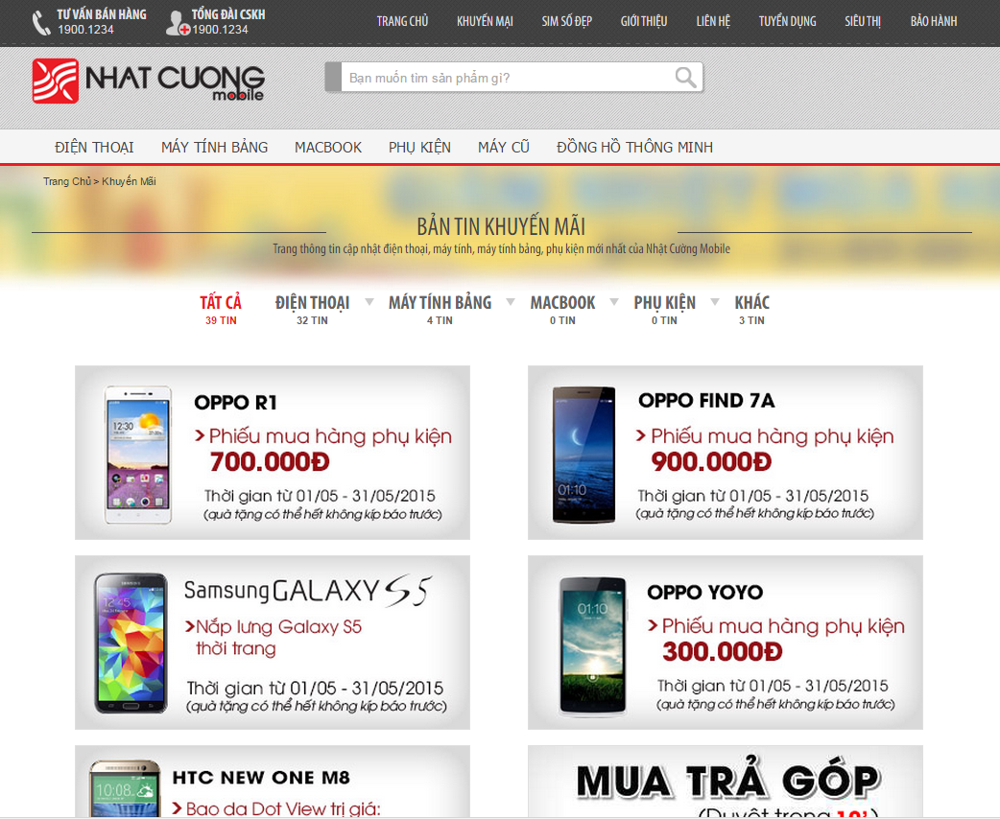 TƯ VẤN BÁN HÀNG
1900.1234
TỔNG ĐÀI CSKH
1900.1234
TRANG CHỦ KHUYẾN MẠI SIM SỐ ĐẸP GIỚI THIỆU LIÊN HỆ TUYỂN DỤNG SIÊU THỊ BẢO HÀNH
NHAT CUONG
mobile
Bạn muốn tìm sản phẩm gì?
ĐIỆN THOẠI MÁY TÍNH BẢNG MACBOOK PHỤ KIỆN MÁY CŨ ĐỒNG HỒ THÔNG MINH
Trang Chủ > Khuyến Mãi
BẢN TIN KHUYẾN MÃI
Trang thông tin cập nhật điện thoại, máy tính, máy tính bảng, phụ kiện mới nhất của Nhật Cường Mobile
TẤT CẢ ĐIỆN THOẠI MÁY TÍNH BẢNG MACBOOK PHỤ KIỆN KHÁC
39 TIN 32 TIN 4 TIN 0 TIN 0 TIN 3 TIN
12:30
OPPO R1
Phiếu mua hàng phụ kiện
700.000Đ
Thời gian từ 01/05 - 31/05/2015
(quà tặng có thể hết không kịp báo trước)
01:10
OPPO FIND 7A
Phiếu mua hàng phụ kiện
900.000Đ
Thời gian từ 01/05 - 31/05/2015
(quà tặng có thể hết không kịp báo trước)
12:45
Samsung GALAXY S5
Nắp lưng Galaxy S5
thời trang
Thời gian từ 01/05 - 31/05/2015
(quà tặng có thể hết không kịp báo trước)
01:10
OPPO YOYO
Phiếu mua hàng phụ kiện
300.000Đ
Thời gian từ 01/05 - 31/05/2015
(quà tặng có thể hết không kịp báo trước)
10:08
HTC NEW ONE M8
Bao da Dot View trị giá:
MUA TRẢ GÓP
(Duyệt trong 10')